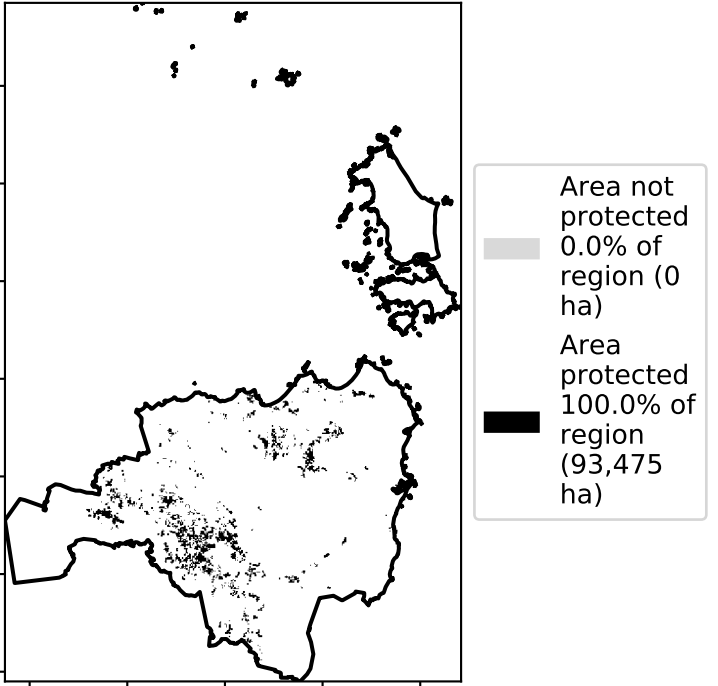 Area not
protected
0.0% of
region (0
ha)
Area
protected
100.0% of
region
(93,475
ha)